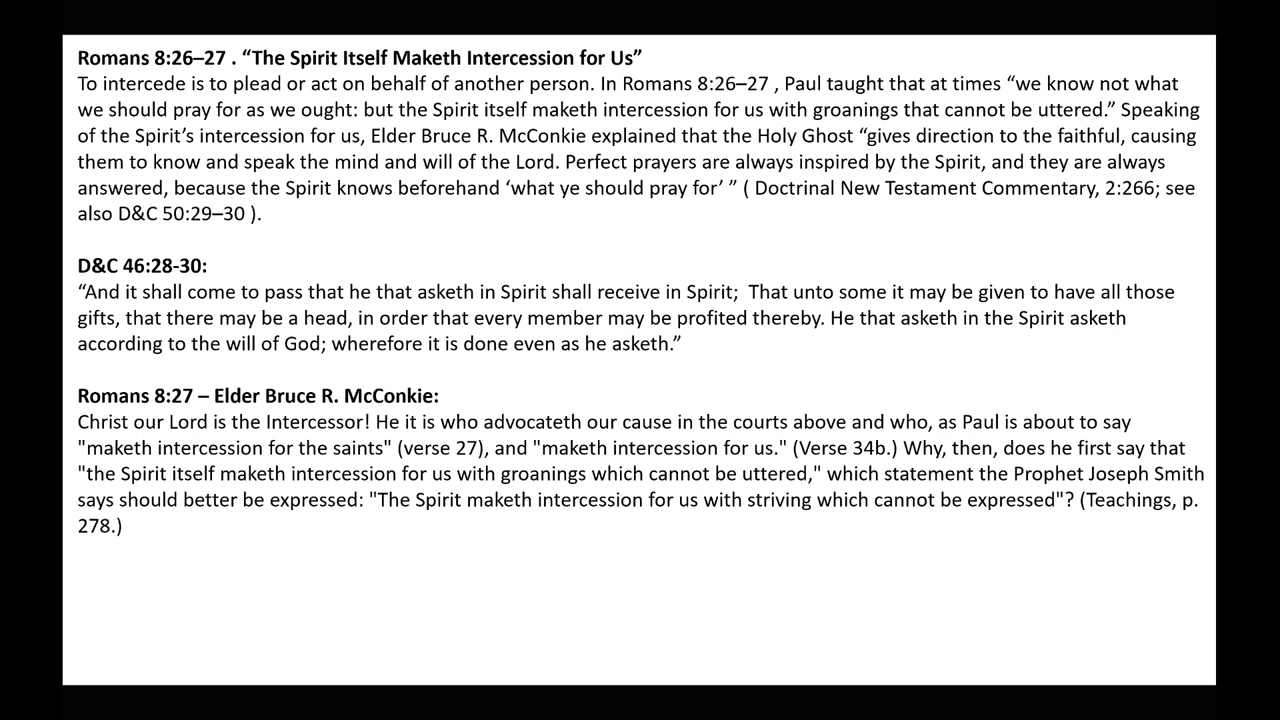 Romans 8:26–27 . “The Spirit Itself Maketh Intercession for Us”
To intercede is to plead or act on behalf of another person. In Romans 8:26–27 , Paul taught that at times “we know not what
we should pray for as we ought: but the Spirit itself maketh intercession for us with groanings that cannot be uttered.” Speaking
of the Spirit’s intercession for us, Elder Bruce R. McConkie explained that the Holy Ghost “gives direction to the faithful, causing
them to know and speak the mind and will of the Lord. Perfect prayers are always inspired by the Spirit, and they are always
answered, because the Spirit knows beforehand ‘what ye should pray for’ ” ( Doctrinal New Testament Commentary, 2:266; see
also D&C 50:29–30 ).
D&C 46:28-30:
“And it shall come to pass that he that asketh in Spirit shall receive in Spirit;  That unto some it may be given to have all those
gifts, that there may be a head, in order that every member may be profited thereby. He that asketh in the Spirit asketh
according to the will of God; wherefore it is done even as he asketh.”
Romans 8:27 – Elder Bruce R. McConkie:
Christ our Lord is the Intercessor! He it is who advocateth our cause in the courts above and who, as Paul is about to say
"maketh intercession for the saints" (verse 27), and "maketh intercession for us." (Verse 34b.) Why, then, does he first say that
"the Spirit itself maketh intercession for us with groanings which cannot be uttered," which statement the Prophet Joseph Smith
says should better be expressed: "The Spirit maketh intercession for us with striving which cannot be expressed"? (Teachings, p.
278.)